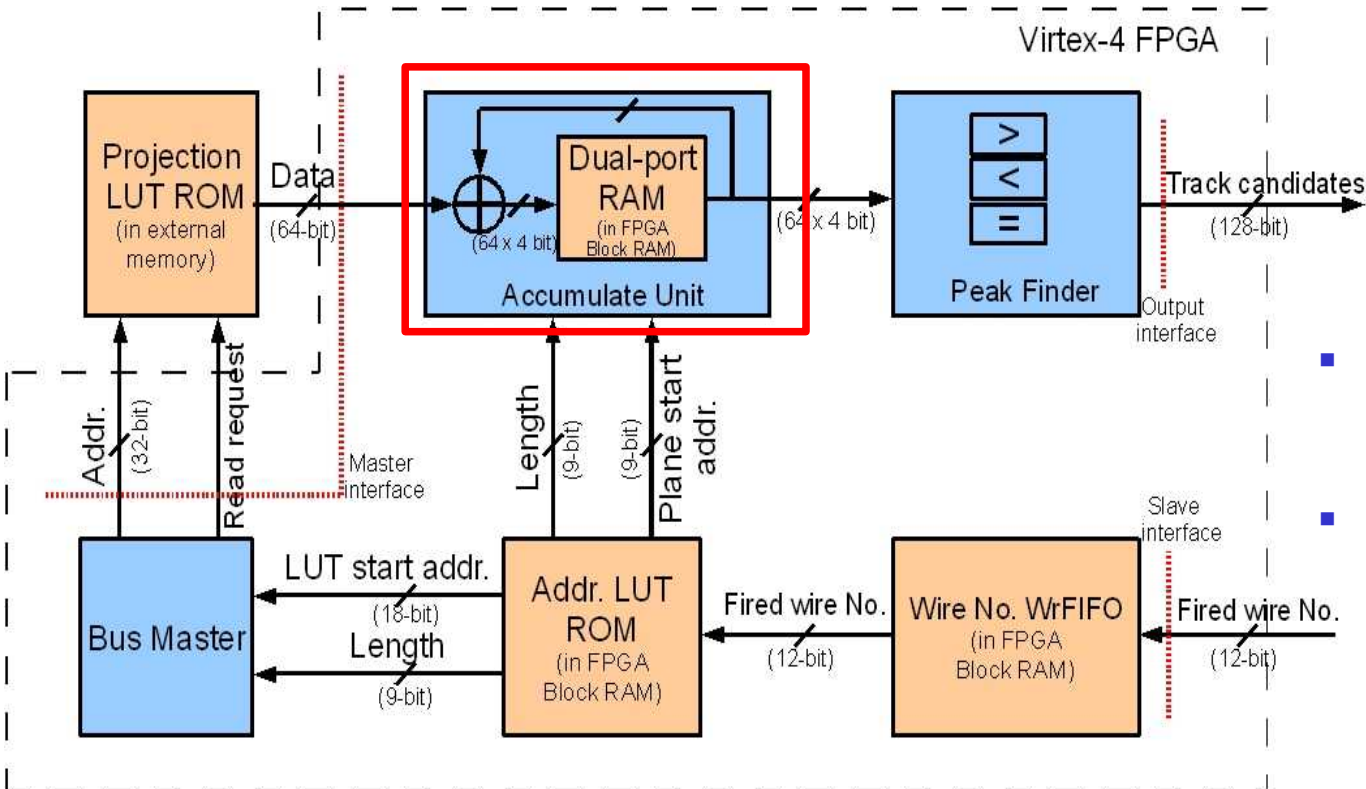 Virtex-4 FPGA
Projection
LUT ROM
(in external
memory)
Data
(64-bit)
(64 x 4 bit)
Dual-port
RAM
(in FPGA
Block RAM)
Accumulate Unit
(64 x 4 bit)
>
<
=
Peak Finder
Track candidates
(128-bit)
Output
interface
Addr.
(32-bit)
Read request
Master
interface
Length
(9-bit)
(9-bit)
Plane start
addr.
Slave
interface
Bus Master
LUT start addr.
(18-bit)
Length
(9-bit)
Addr. LUT
ROM
(in FPGA
Block RAM)
Fired wire No.
(12-bit)
Wire No. WrFIFO
(in FPGA
Block RAM)
Fired wire No.
(12-bit)